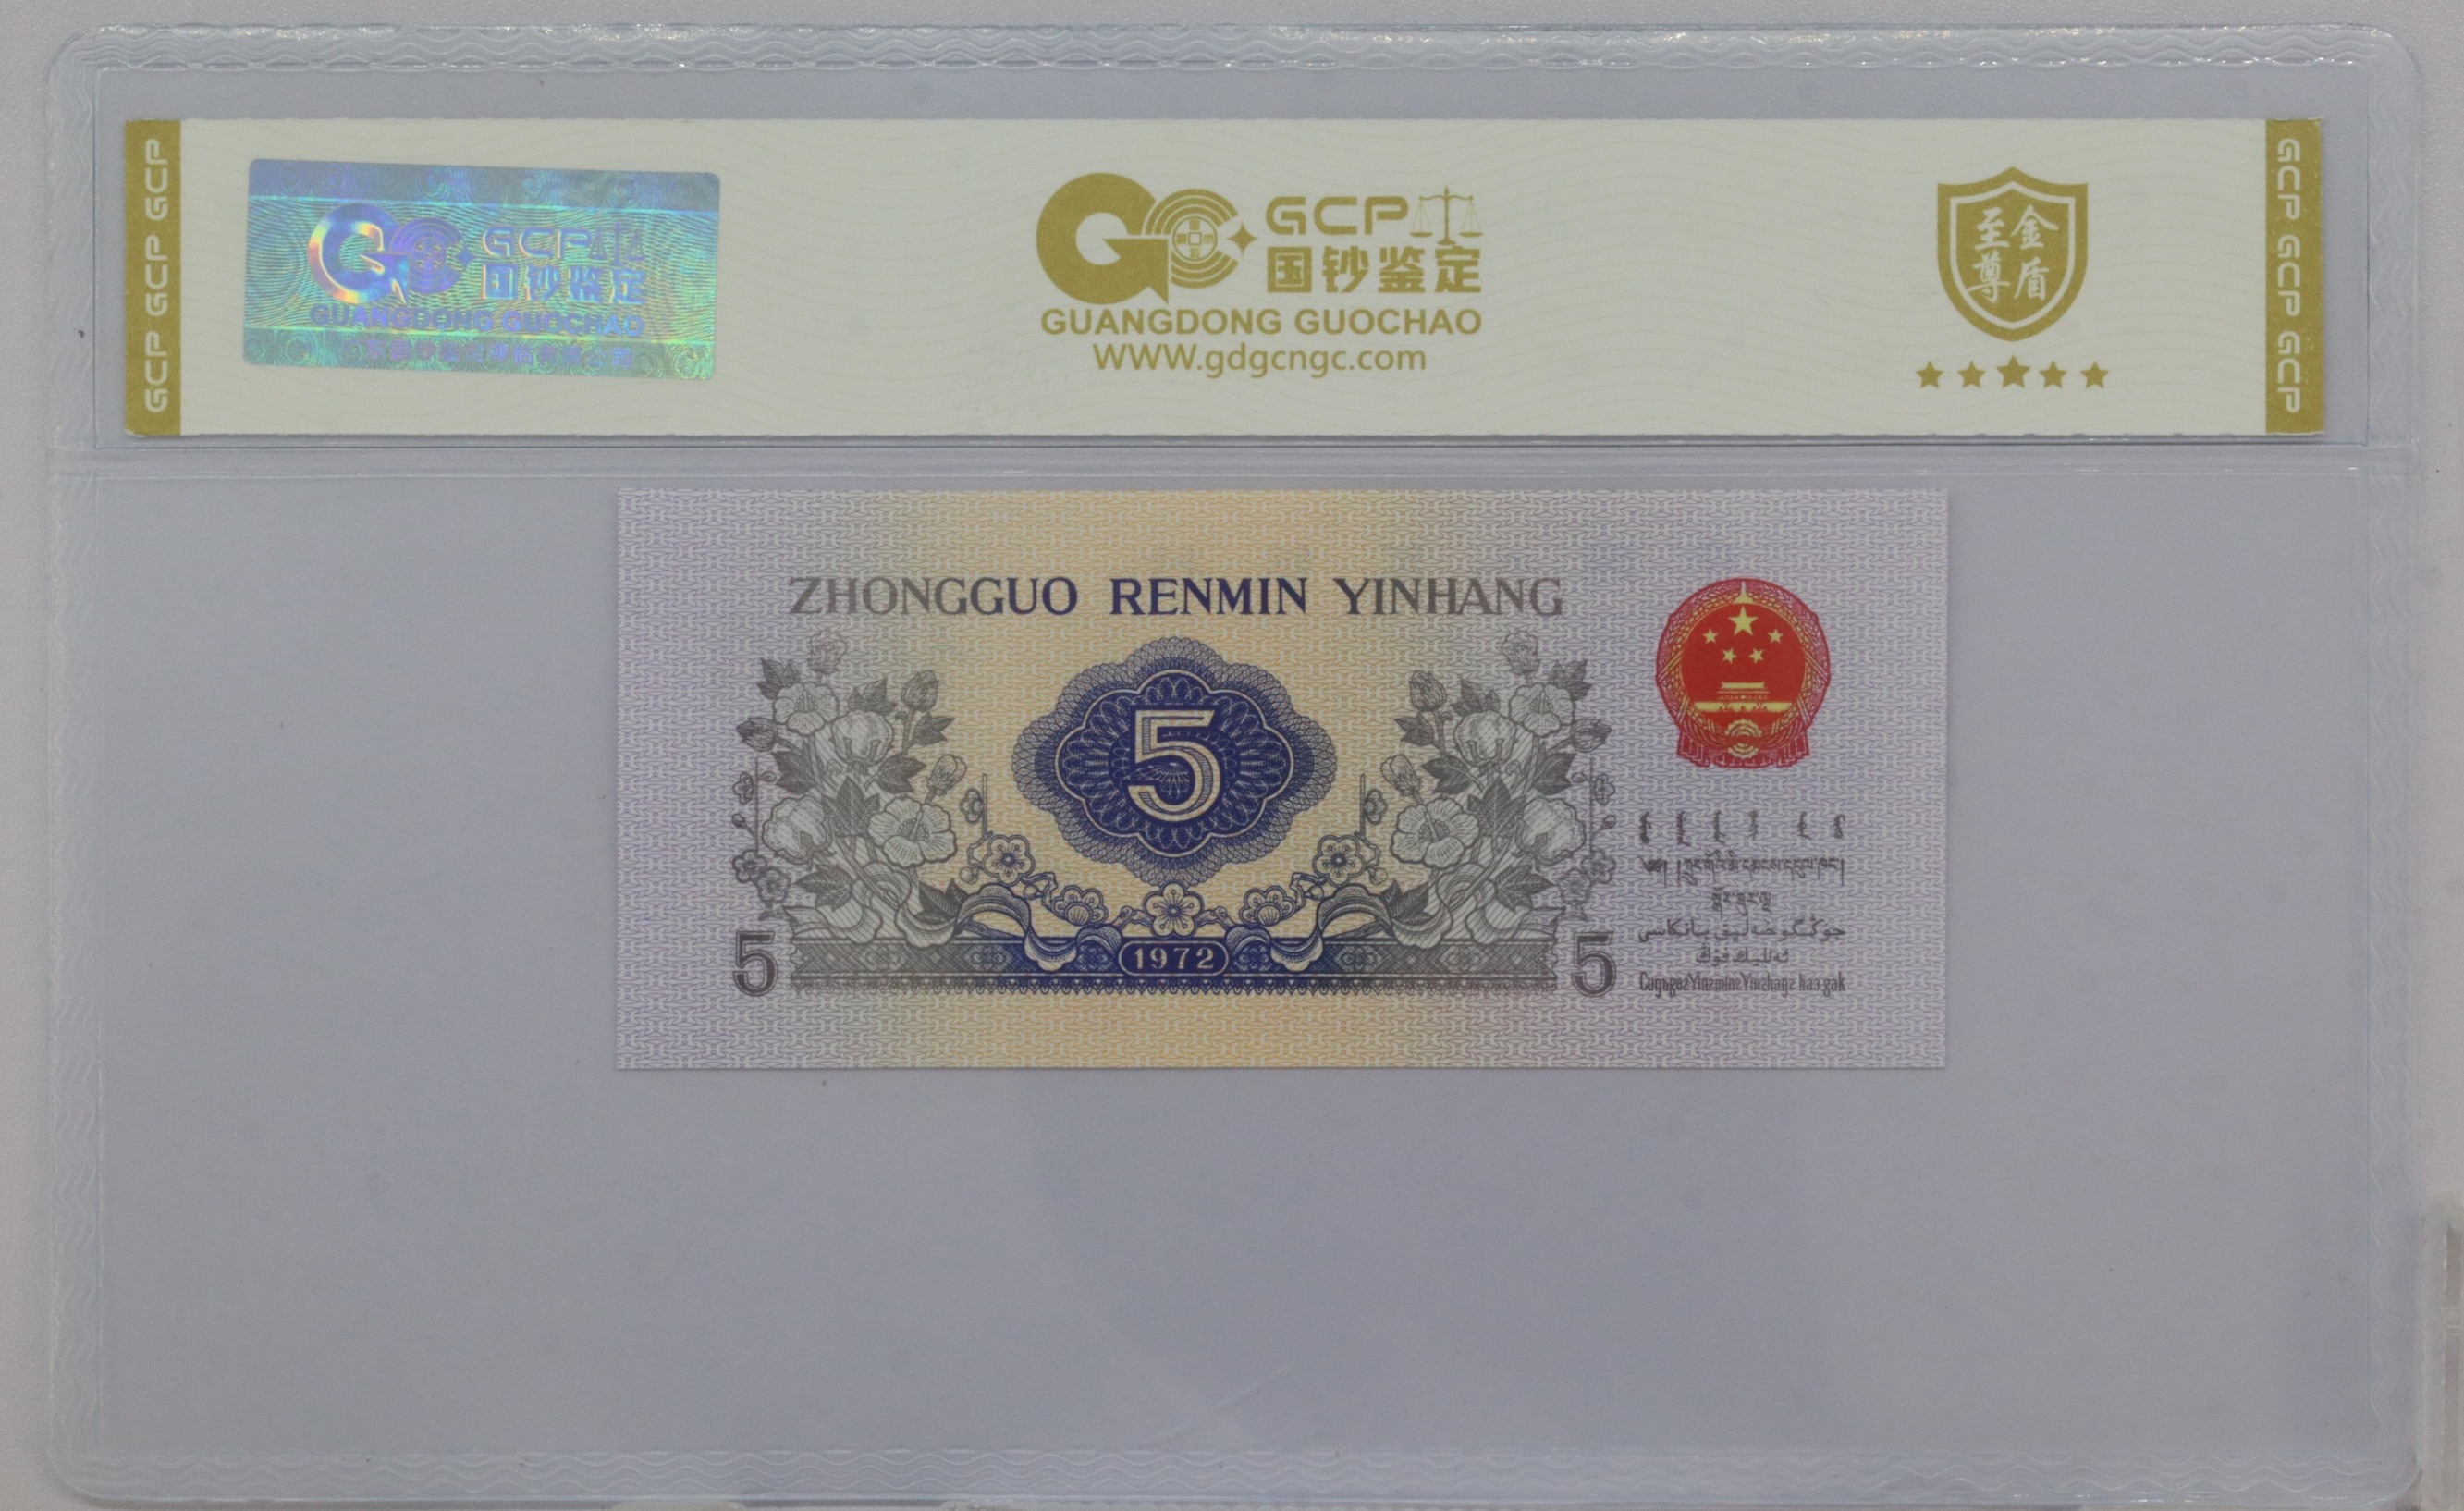 GCP GCP GCP
GCP
国钞鉴定
GUANGDONG GUOCHAO
GCP
国钞鉴定
GUANGDONG GUOCHAO
WWW.gdgcngc.com
金盾
至尊
GCP GCP GCP
ZHONGGUO RENMIN YINHANG
5
1972
5
5